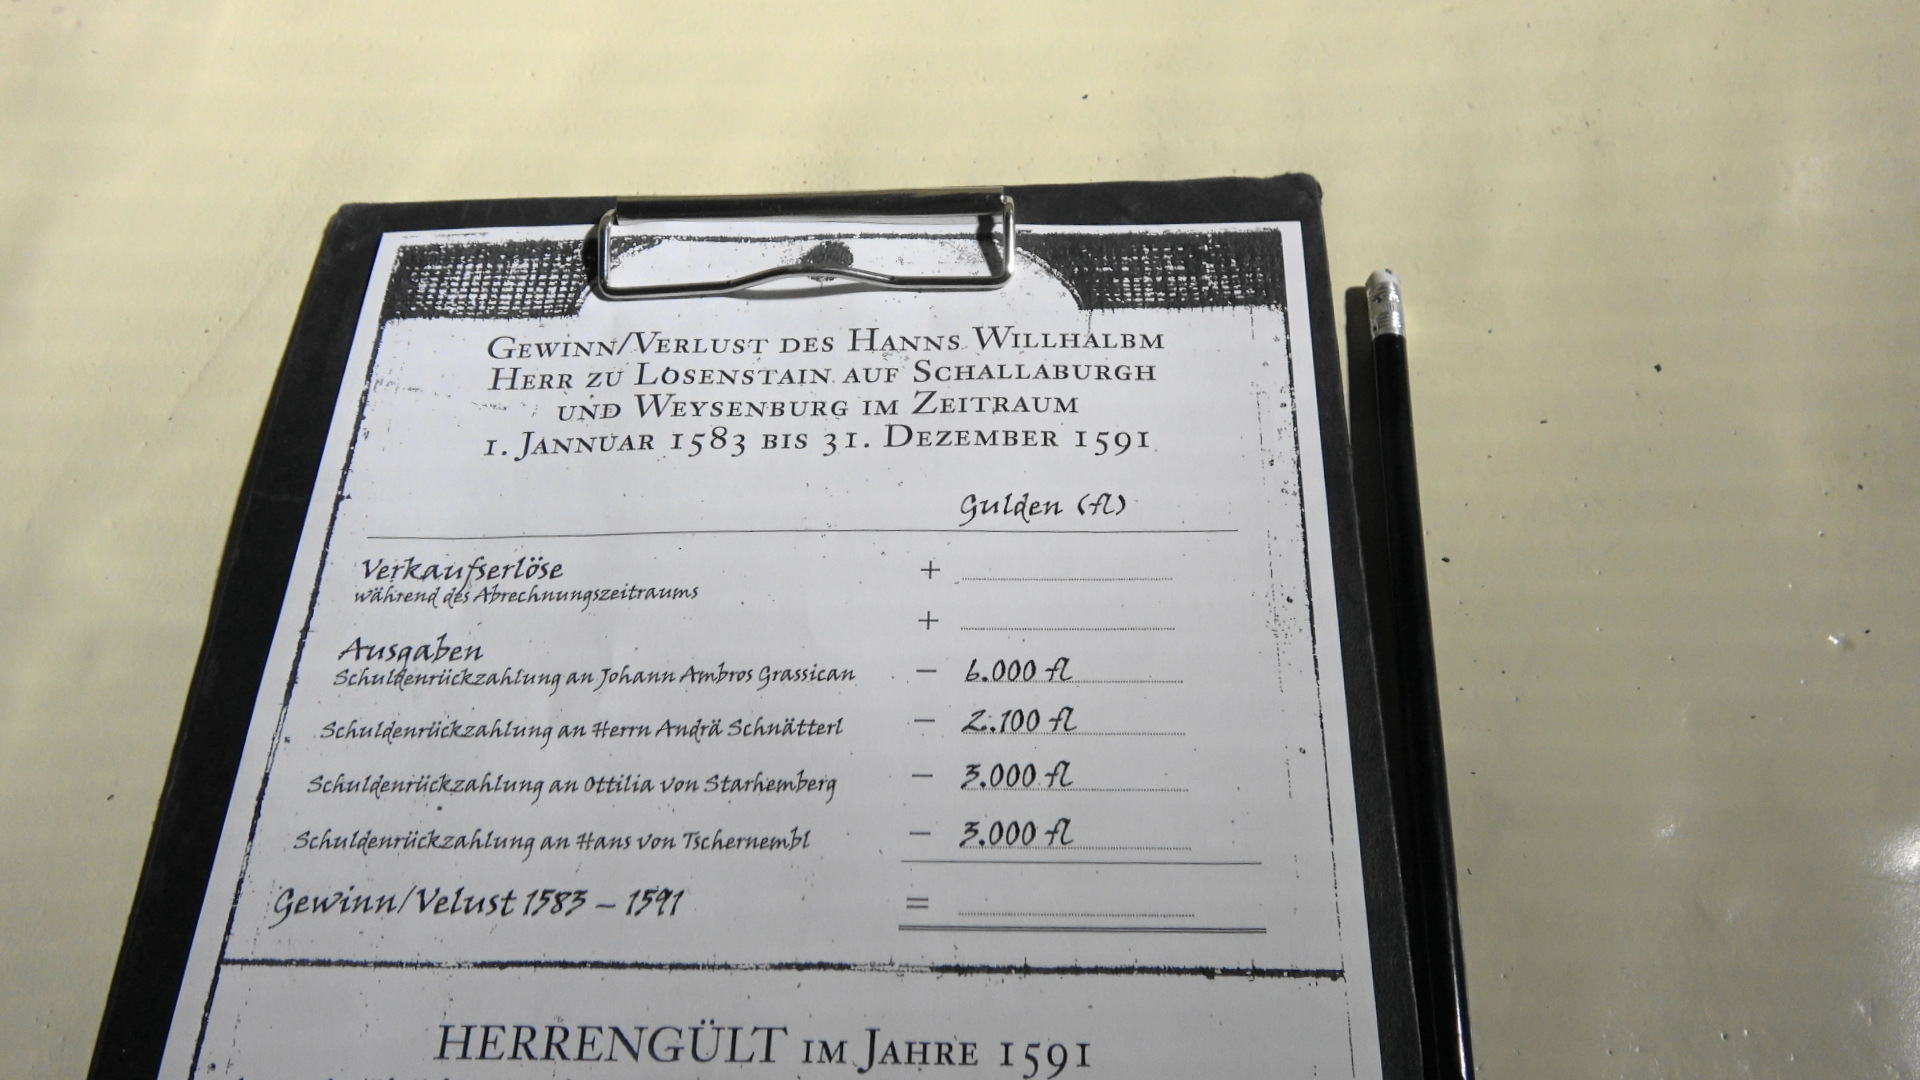 Gewinn/Verlust des Hanns Willhalbm
Herr zu Losenstain auf Schallaburgh
und Weysenburg im Zeitraum
1. Jannuar 1583 bis 31. Dezember 1591
Gulden (fl)
Verkaufserlöse +
während des Abrechnungszeitraums
+
Ausgaben
Schuldenrückzahlung an Johann Ambros Grassican – 6.000 fl
Schuldenrückzahlung an Herrn Andrä Schnätterl – 2.100 fl
Schuldenrückzahlung an Ottilia von Starhemberg – 3.000 fl
Schuldenrückzahlung an Hans von Tschernembl – 3.000 fl
Gewinn/Velust 1583 – 1591 =
HERRENGÜLT im Jahre 1591